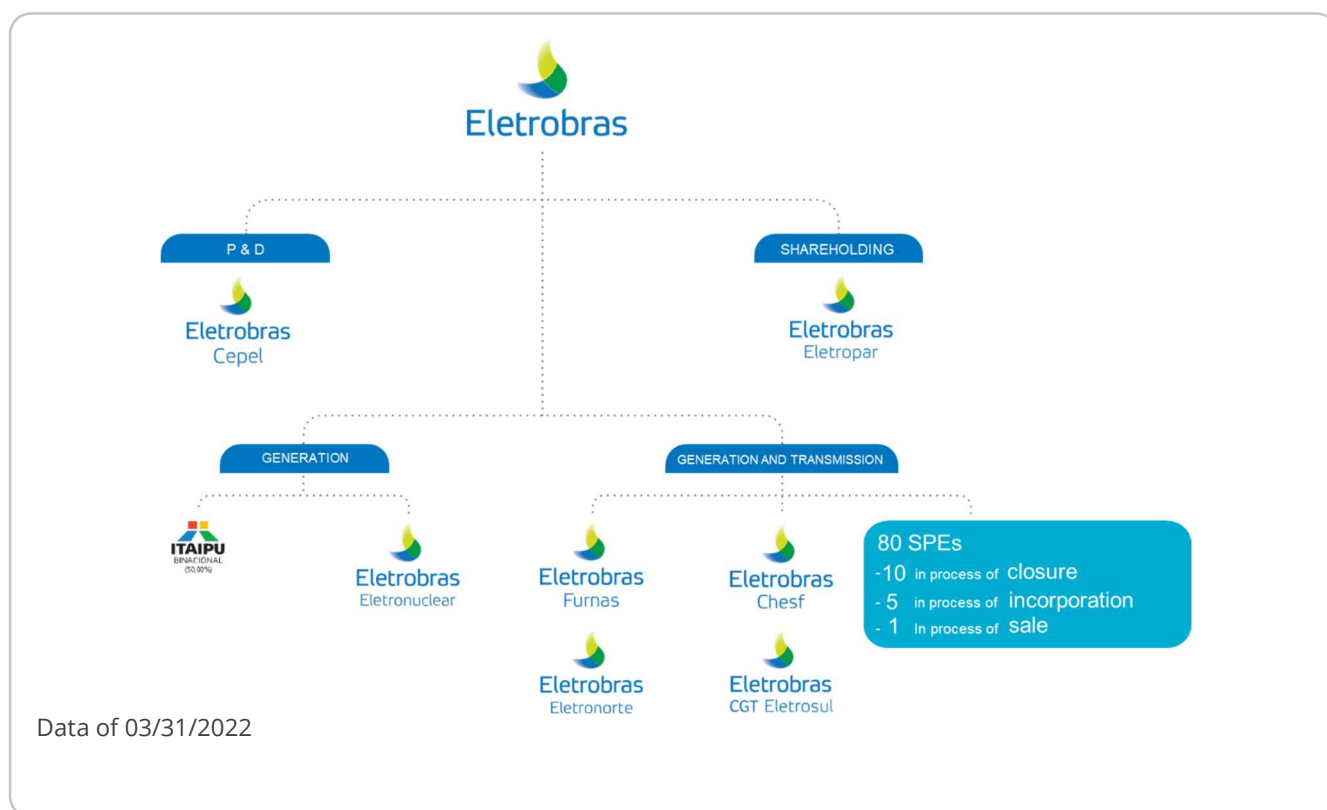 Eletrobras
P & D
SHAREHOLDING
Eletrobras
Cepel
Eletrobras
Eletropar
GENERATION
GENERATION AND TRANSMISSION
ITAIPU
BINACIONAL
(50,00%)
Eletrobras
Eletronuclear
Eletrobras
Furnas
Eletrobras
Chesf
80 SPEs
-10 in process of closure
- 5 in process of incorporation
- 1 In process of sale
Eletrobras
Eletronorte
Eletrobras
CGT Eletrosul
Data of 03/31/2022